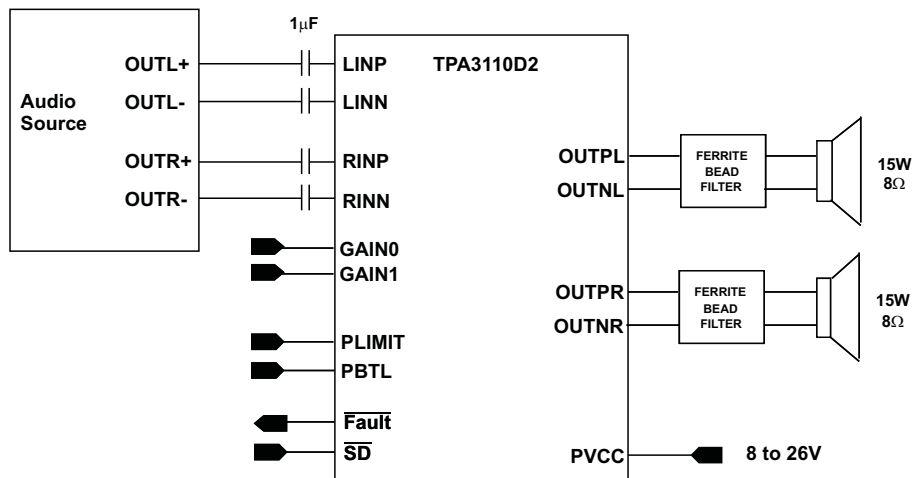 1µF
OUTL+
LINP
TPA3110D2
Audio
Source
OUTL-
LINN
OUTR+
RINP
OUTR-
RINN
OUTPL
FERRITE
BEAD
FILTER
OUTNL
15W
8Ω
GAIN0
GAIN1
OUTPR
FERRITE
BEAD
FILTER
OUTNR
15W
8Ω
PLIMIT
PBTL
Fault
SD
PVCC
8 to 26V